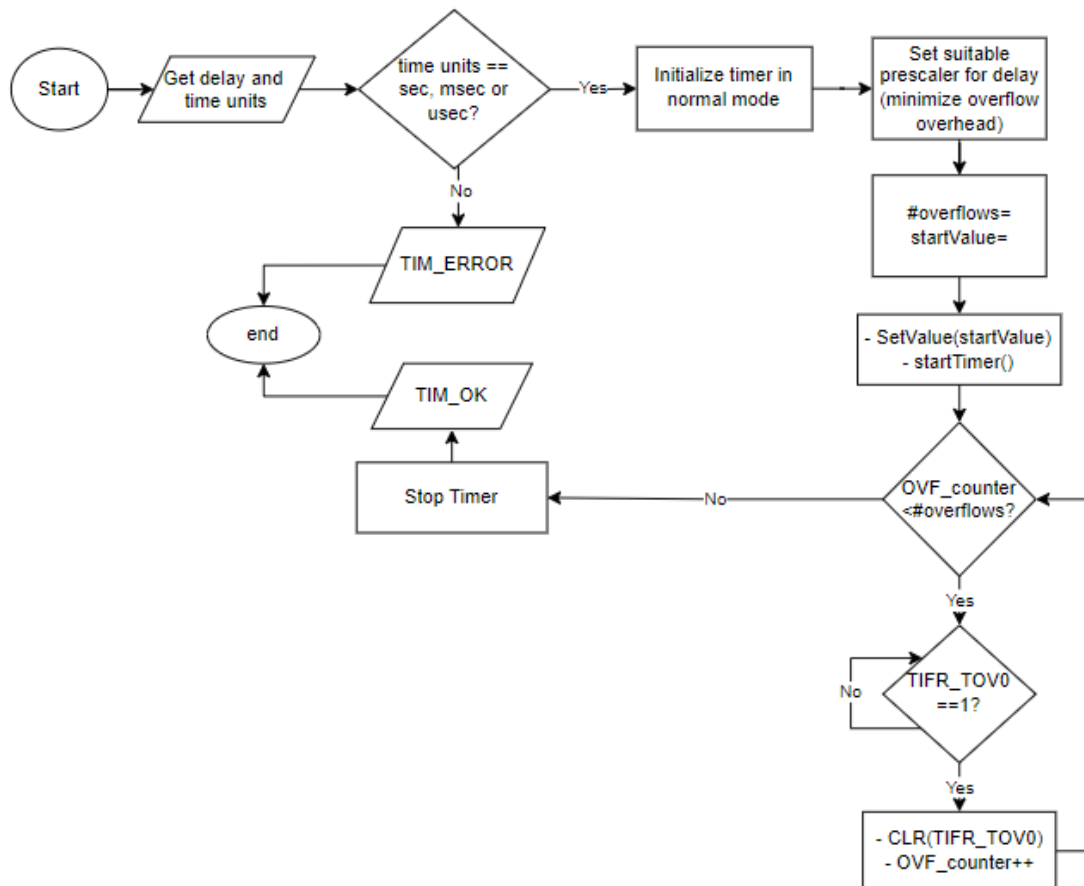 Start
Get delay and
time units
time units ==
sec, msec or
usec?
Yes
Initialize timer in
normal mode
Set suitable
prescaler for delay
(minimize overflow
overhead)
No
#overflows=
startValue=
TIM_ERROR
end
- SetValue(startValue)
- startTimer()
TIM_OK
Stop Timer
No
OVF_counter
<#overflows?
Yes
No
TIFR_TOV0
==1?
Yes
- CLR(TIFR_TOV0)
- OVF_counter++